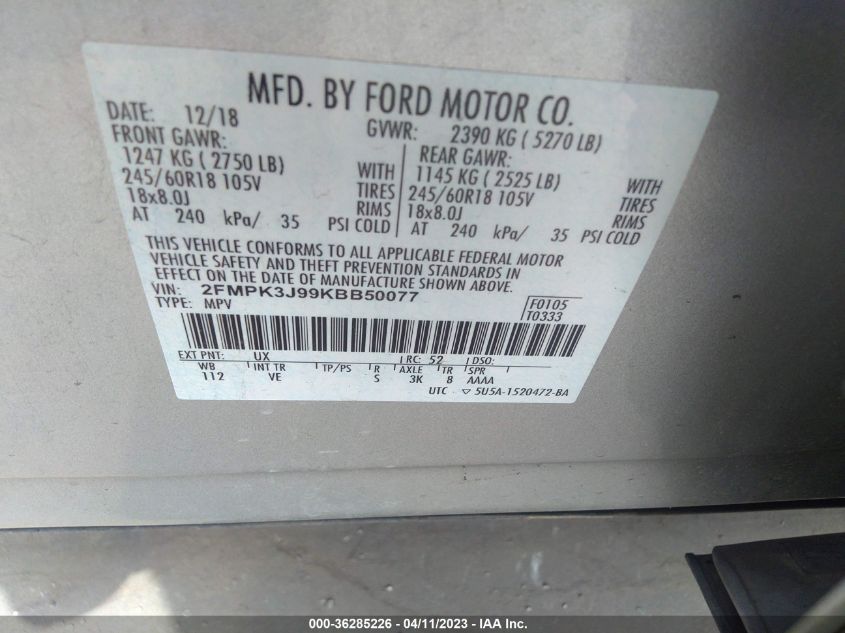 MFD. BY FORD MOTOR CO.
DATE: 12/18 GVWR: 2390 KG ( 5270 LB)
FRONT GAWR: REAR GAWR:
1247 KG ( 2750 LB) WITH 1145 KG ( 2525 LB) WITH
245/60R18 105V TIRES 245/60R18 105V TIRES
18x8.0J RIMS 18x8.0J RIMS
AT 240 kPa/ 35 PSI COLD AT 240 kPa/ 35 PSI COLD
THIS VEHICLE CONFORMS TO ALL APPLICABLE FEDERAL MOTOR
VEHICLE SAFETY AND THEFT PREVENTION STANDARDS IN
EFFECT ON THE DATE OF MANUFACTURE SHOWN ABOVE.
VIN: 2FMPK3J99KBB50077 F0105
TYPE: MPV T0333
EXT PNT: UX RC: 52 DSO:
WB INT TR TP/PS R AXLE TR SPR
112 VE S 3K 8 AAAA
UTC ▽ 5U5A-1520472-BA
000-36285226 - 04/11/2023 - IAA Inc.